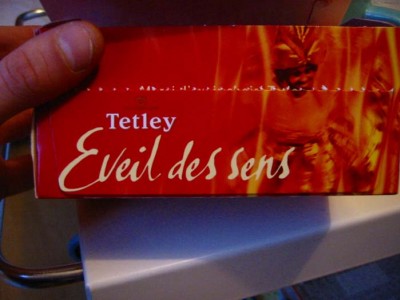 Tetley
Eveil des sens